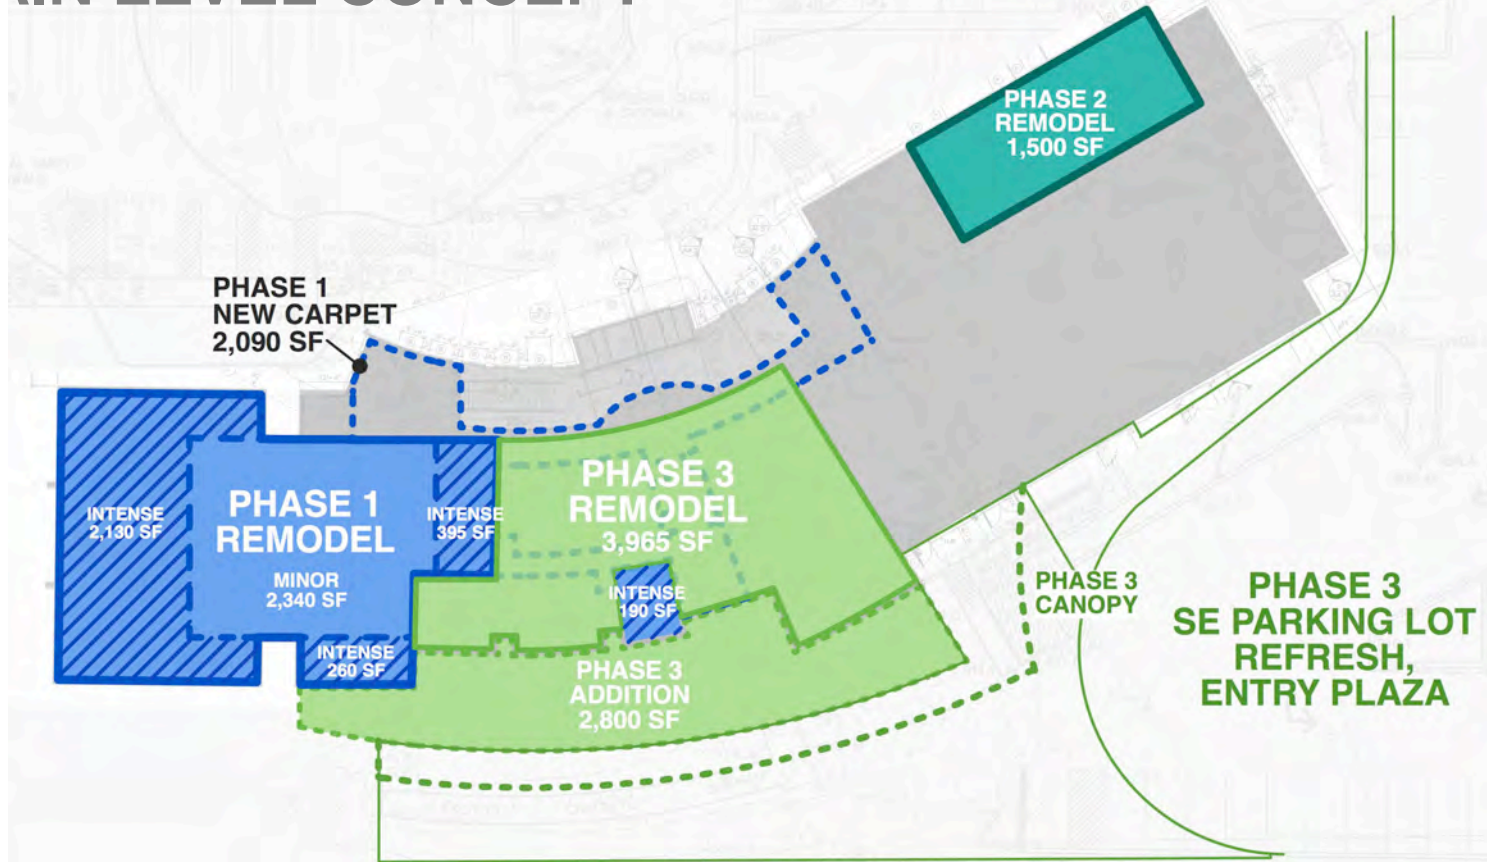 LEVEL CONCEPT
PHASE 2
REMODEL
1,500 SF
PHASE 1
NEW CARPET
2,090 SF
INTENSE
2,130 SF
PHASE 1
REMODEL
MINOR
2,340 SF
INTENSE
395 SF
INTENSE
260 SF
PHASE 3
REMODEL
3,965 SF
INTENSE
190 SF
PHASE 3
ADDITION
2,800 SF
PHASE 3
CANOPY
PHASE 3
SE PARKING LOT
REFRESH,
ENTRY PLAZA